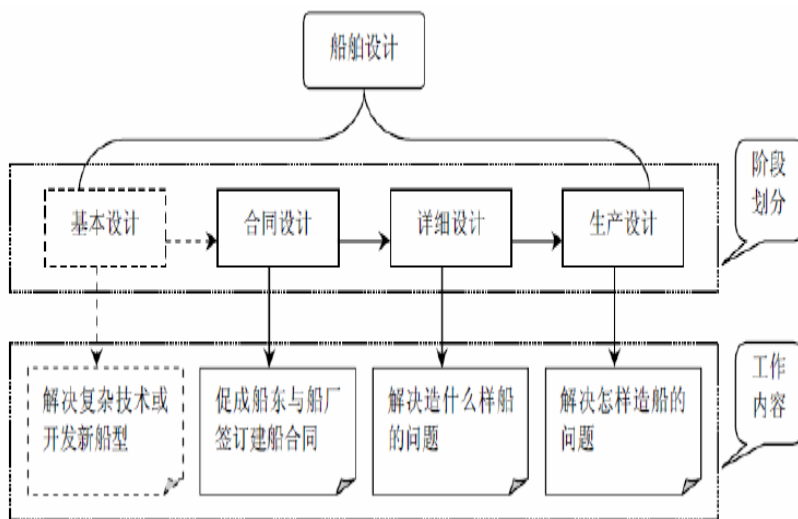 船舶设计
阶段
划分
基本设计
合同设计
详细设计
生产设计
工作
内容
解决复杂技术或
开发新船型
促成船东与船厂
签订建船合同
解决造什么样船
的问题
解决怎样造船的
问题